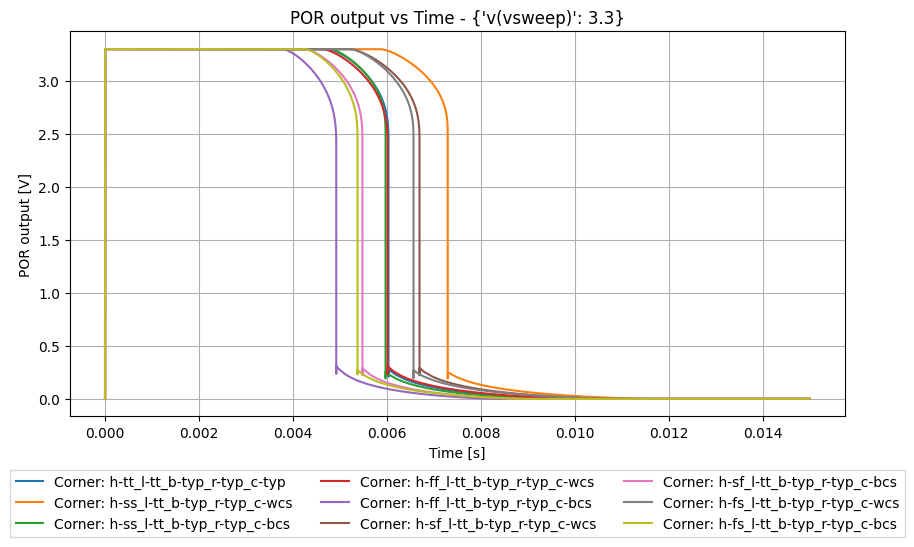 POR output vs Time - {'v(vsweep)': 3.3}
POR output [V]
3.0
2.5
2.0
1.5
1.0
0.5
0.0
0.000 0.002 0.004 0.006 0.008 0.010 0.012 0.014
Time [s]
Corner: h-tt_l-tt_b-typ_r-typ_c-typ
Corner: h-ss_l-tt_b-typ_r-typ_c-wcs
Corner: h-ss_l-tt_b-typ_r-typ_c-bcs
Corner: h-ff_l-tt_b-typ_r-typ_c-wcs
Corner: h-ff_l-tt_b-typ_r-typ_c-bcs
Corner: h-sf_l-tt_b-typ_r-typ_c-wcs
Corner: h-sf_l-tt_b-typ_r-typ_c-bcs
Corner: h-fs_l-tt_b-typ_r-typ_c-wcs
Corner: h-fs_l-tt_b-typ_r-typ_c-bcs